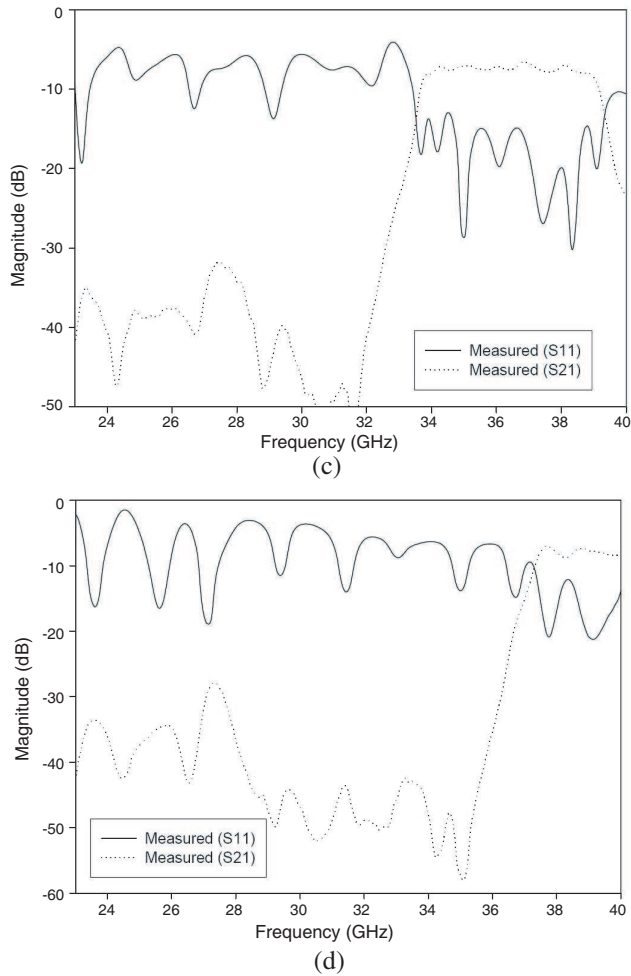 0
-10
-20
-30
-40
-50
Magnitude (dB)
Measured (S11)
Measured (S21)
24 26 28 30 32 34 36 38 40
Frequency (GHz)
(c)
0
-10
-20
-30
-40
-50
-60
Magnitude (dB)
Measured (S11)
Measured (S21)
24 26 28 30 32 34 36 38 40
Frequency (GHz)
(d)